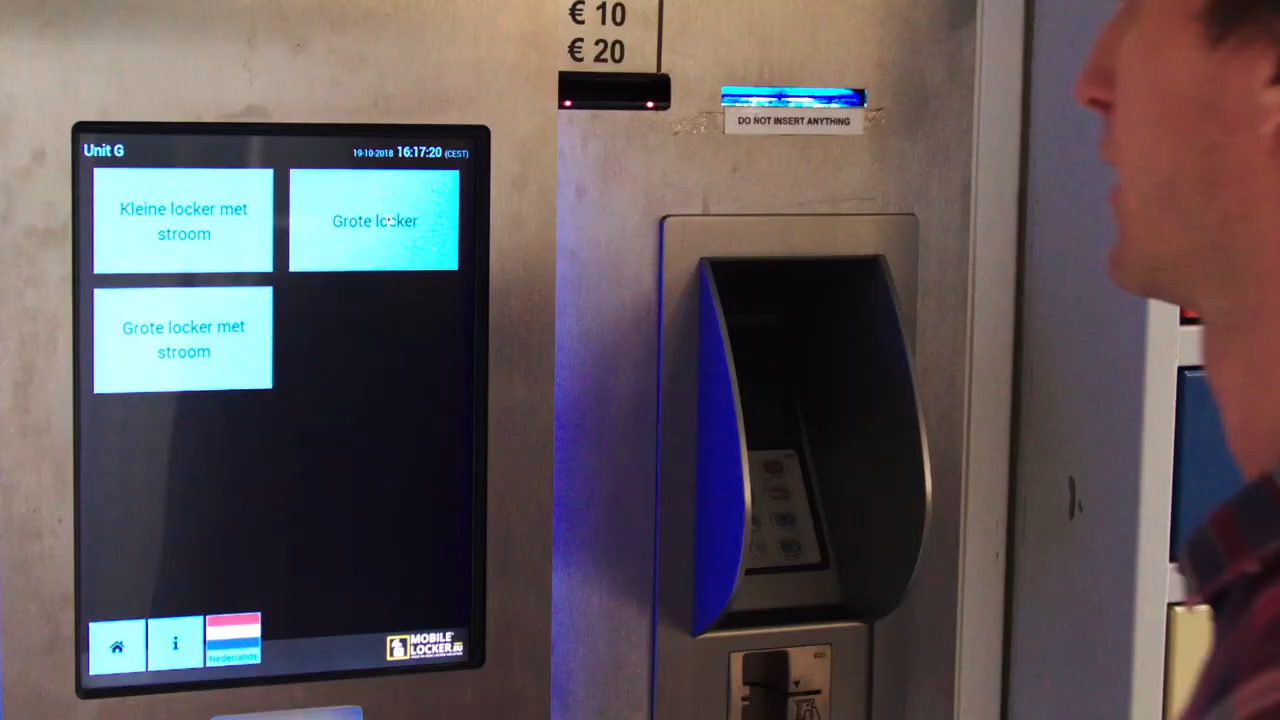 € 10
€ 20
DO NOT INSERT ANYTHING
Unit G
19-10-2018 16:17:20 (CEST)
Kleine locker met
stroom
Grote locker
Grote locker met
stroom
i
Nederlands
MOBILE
LOCKER.EU